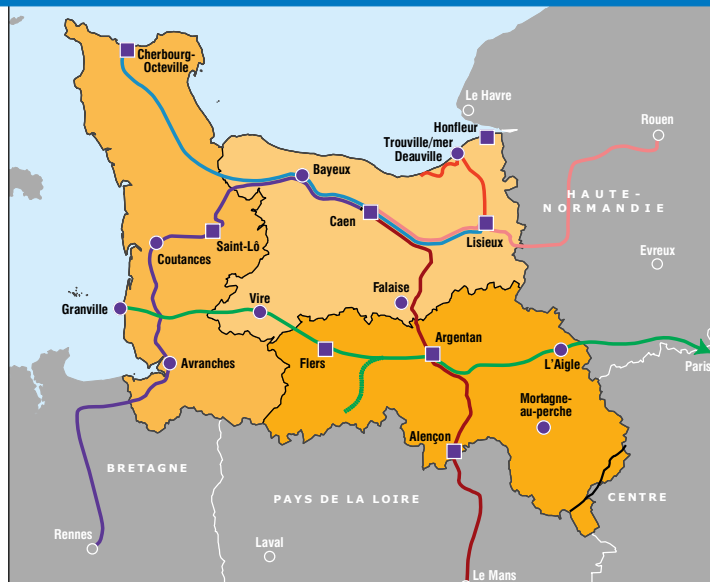 Cherbourg-
Octeville
Le Havre
Honfleur
Rouen
Trouville/mer
Deauville
Bayeux
HAUTE-
NORMANDIE
Caen
Saint-Lô
Lisieux
Coutances
Evreux
Falaise
Vire
Granville
Argentan
Avranches
Flers
L'Aigle
Paris
Mortagne-
au-perche
Alençon
BRETAGNE
PAYS DE LA LOIRE
CENTRE
Rennes
Laval
Le Mans